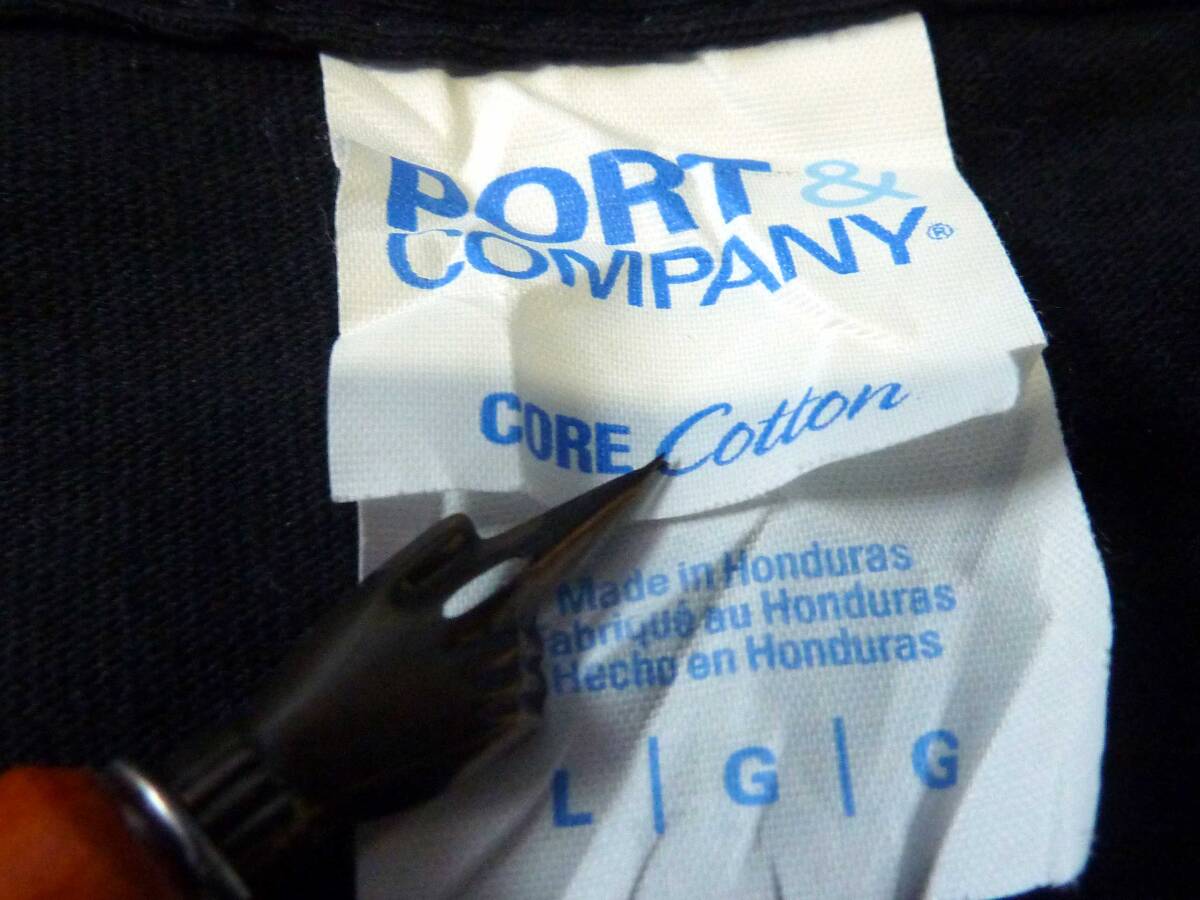 PORT &
COMPANY®
CORE Cotton
Made in Honduras
Fabriqué au Honduras
Hecho en Honduras
L | G | G